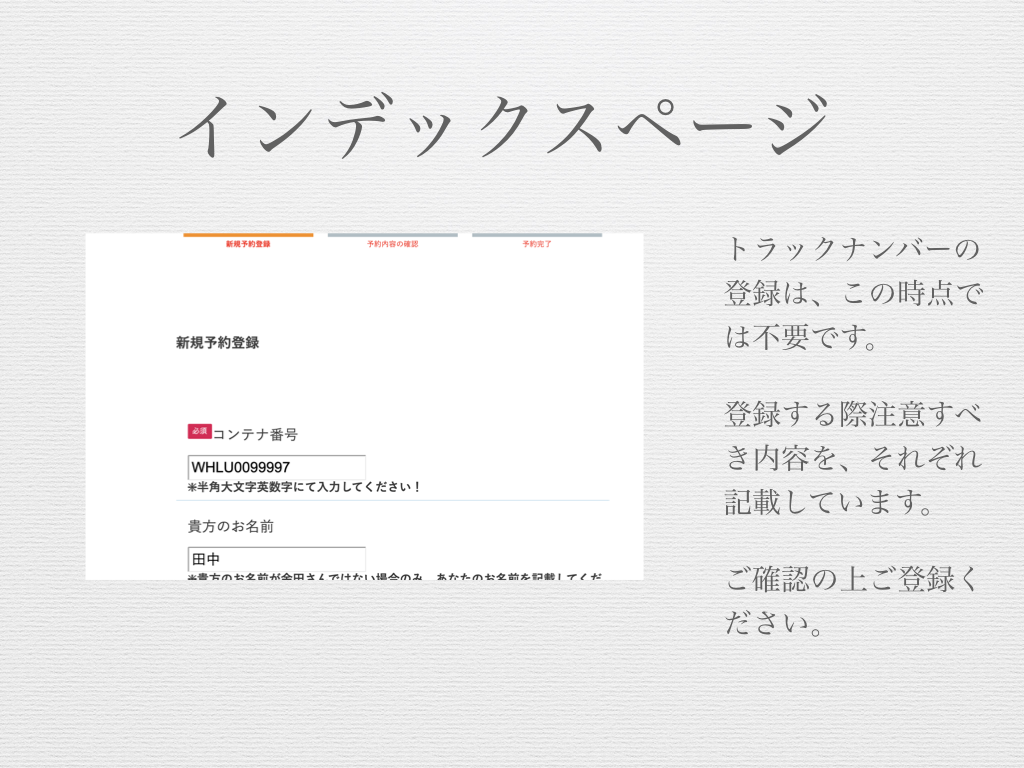 インデックスページ
新規予約登録
予約内容の確認
予約完了
新規予約登録
必須 コンテナ番号
WHLU0099997
※半角大文字英数字にて入力してください！
貴方のお名前
田中
※貴方のお名前が金田さんではない場合のみ、あなたのお名前を記載してくだ
トラックナンバーの
登録は、この時点で
は不要です。
登録する際注意すべ
き内容を、それぞれ
記載しています。
ご確認の上ご登録く
ださい。